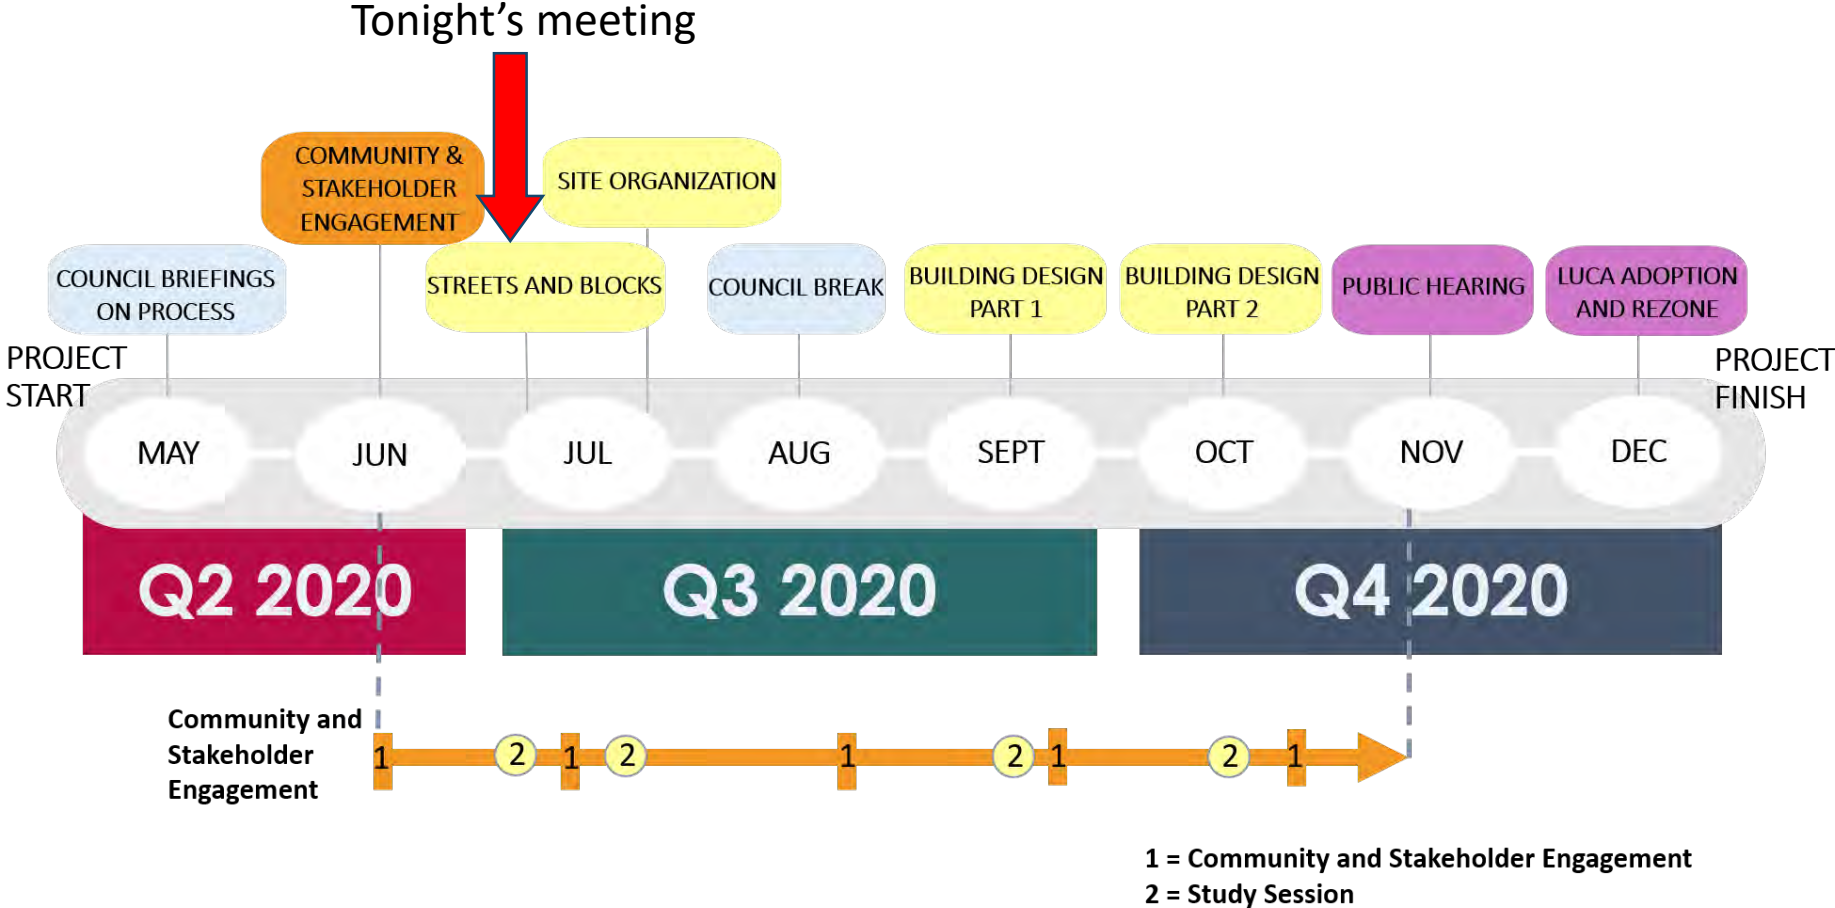 Tonight's meeting
COMMUNITY &
STAKEHOLDER
ENGAGEMENT
SITE ORGANIZATION
COUNCIL BRIEFINGS
ON PROCESS
STREETS AND BLOCKS
COUNCIL BREAK
BUILDING DESIGN
PART 1
BUILDING DESIGN
PART 2
PUBLIC HEARING
LUCA ADOPTION
AND REZONE
PROJECT
START
PROJECT
FINISH
MAY
JUN
JUL
AUG
SEPT
OCT
NOV
DEC
Q2 2020
Q3 2020
Q4 2020
Community and
Stakeholder
Engagement
1
2
1
2
1
2
1
2
1
1 = Community and Stakeholder Engagement
2 = Study Session